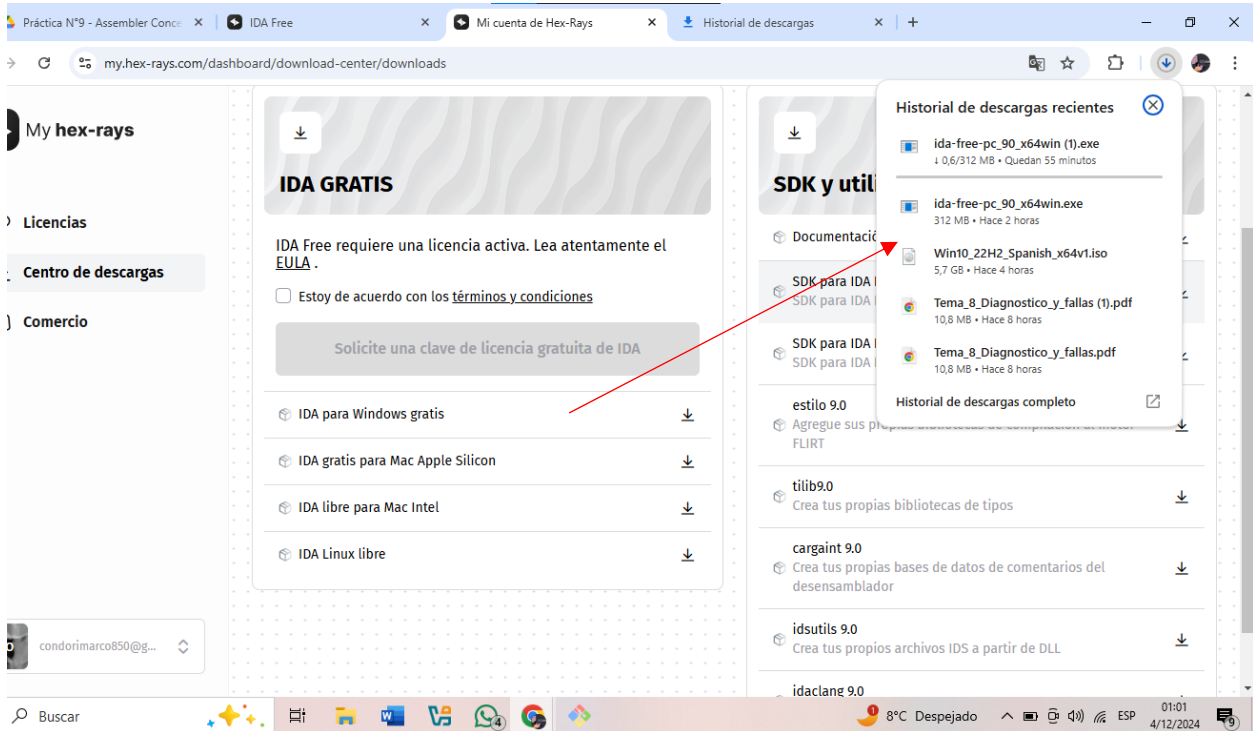 Práctica N°9 - Assembler Conce
IDA Free
Mi cuenta de Hex-Rays
Historial de descargas
my.hex-rays.com/dashboard/download-center/downloads
My hex-rays
Licencias
Centro de descargas
Comercio
condorimarco850@g...
IDA GRATIS
IDA Free requiere una licencia activa. Lea atentamente el
EULA .
Estoy de acuerdo con los términos y condiciones
Solicite una clave de licencia gratuita de IDA
IDA para Windows gratis
IDA gratis para Mac Apple Silicon
IDA libre para Mac Intel
IDA Linux libre
SDK y utili
Documentació
SDK para IDA
SDK para IDA
SDK para IDA
SDK para IDA
estilo 9.0
Agregue sus propias bibliotecas de compilación al motor
FLIRT
tilib9.0
Crea tus propias bibliotecas de tipos
cargaint 9.0
Crea tus propias bases de datos de comentarios del
desensamblador
idsutils 9.0
Crea tus propios archivos IDS a partir de DLL
idaclang 9.0
Historial de descargas recientes
ida-free-pc_90_x64win (1).exe
↓ 0,6/312 MB • Quedan 55 minutos
ida-free-pc_90_x64win.exe
312 MB • Hace 2 horas
Win10_22H2_Spanish_x64v1.iso
5,7 GB • Hace 4 horas
Tema_8_Diagnostico_y_fallas (1).pdf
10,8 MB • Hace 8 horas
Tema_8_Diagnostico_y_fallas.pdf
10,8 MB • Hace 8 horas
Historial de descargas completo
Buscar
4
1
8°C Despejado
ESP
01:01
4/12/2024
9